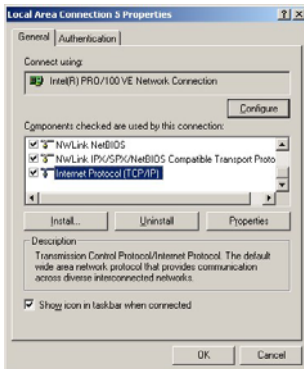 Local Area Connection 5 Properties
General
Authentication
Connect using:
Intel(R) PRO/100 VE Network Connection
Configure
Components checked are used by this connection:
NWLink NetBIOS
NWLink IPX/SPX/NetBIOS Compatible Transport Proto
Internet Protocol (TCP/IP)
Install...
Uninstall
Properties
Description
Transmission Control Protocol/Internet Protocol. The default
wide area network protocol that provides communication
across diverse interconnected networks.
Show icon in taskbar when connected
OK
Cancel